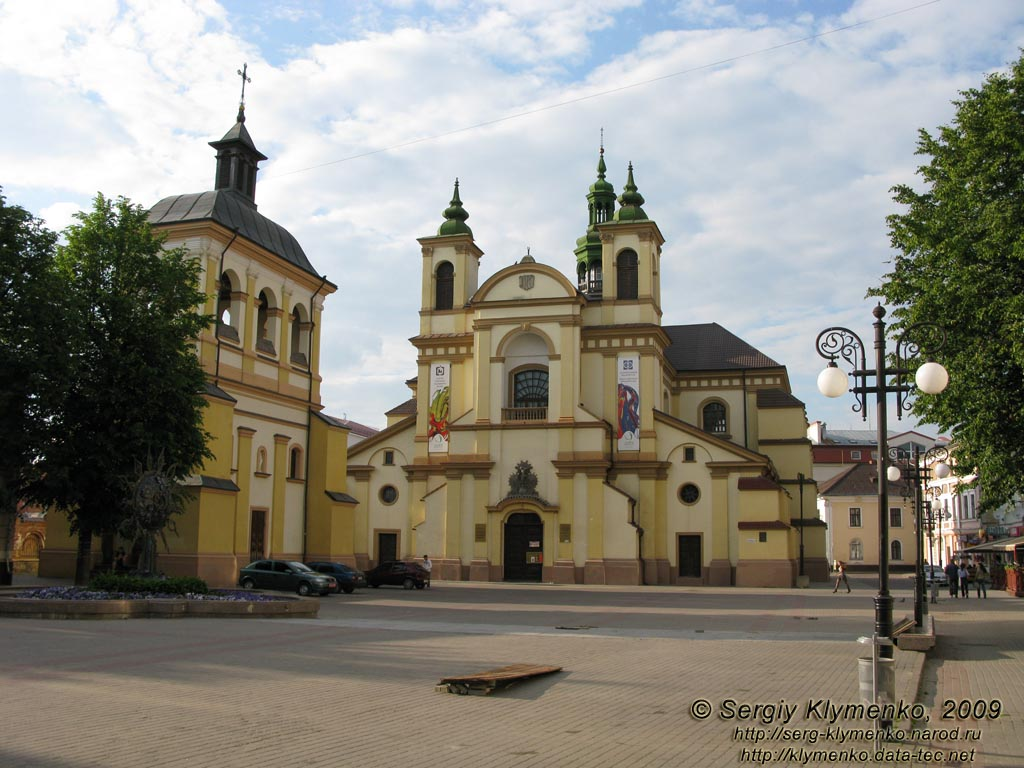 © Sergiy Klymenko, 2009
http://serg-klymenko.narod.ru
http://klymenko.data-tec.net